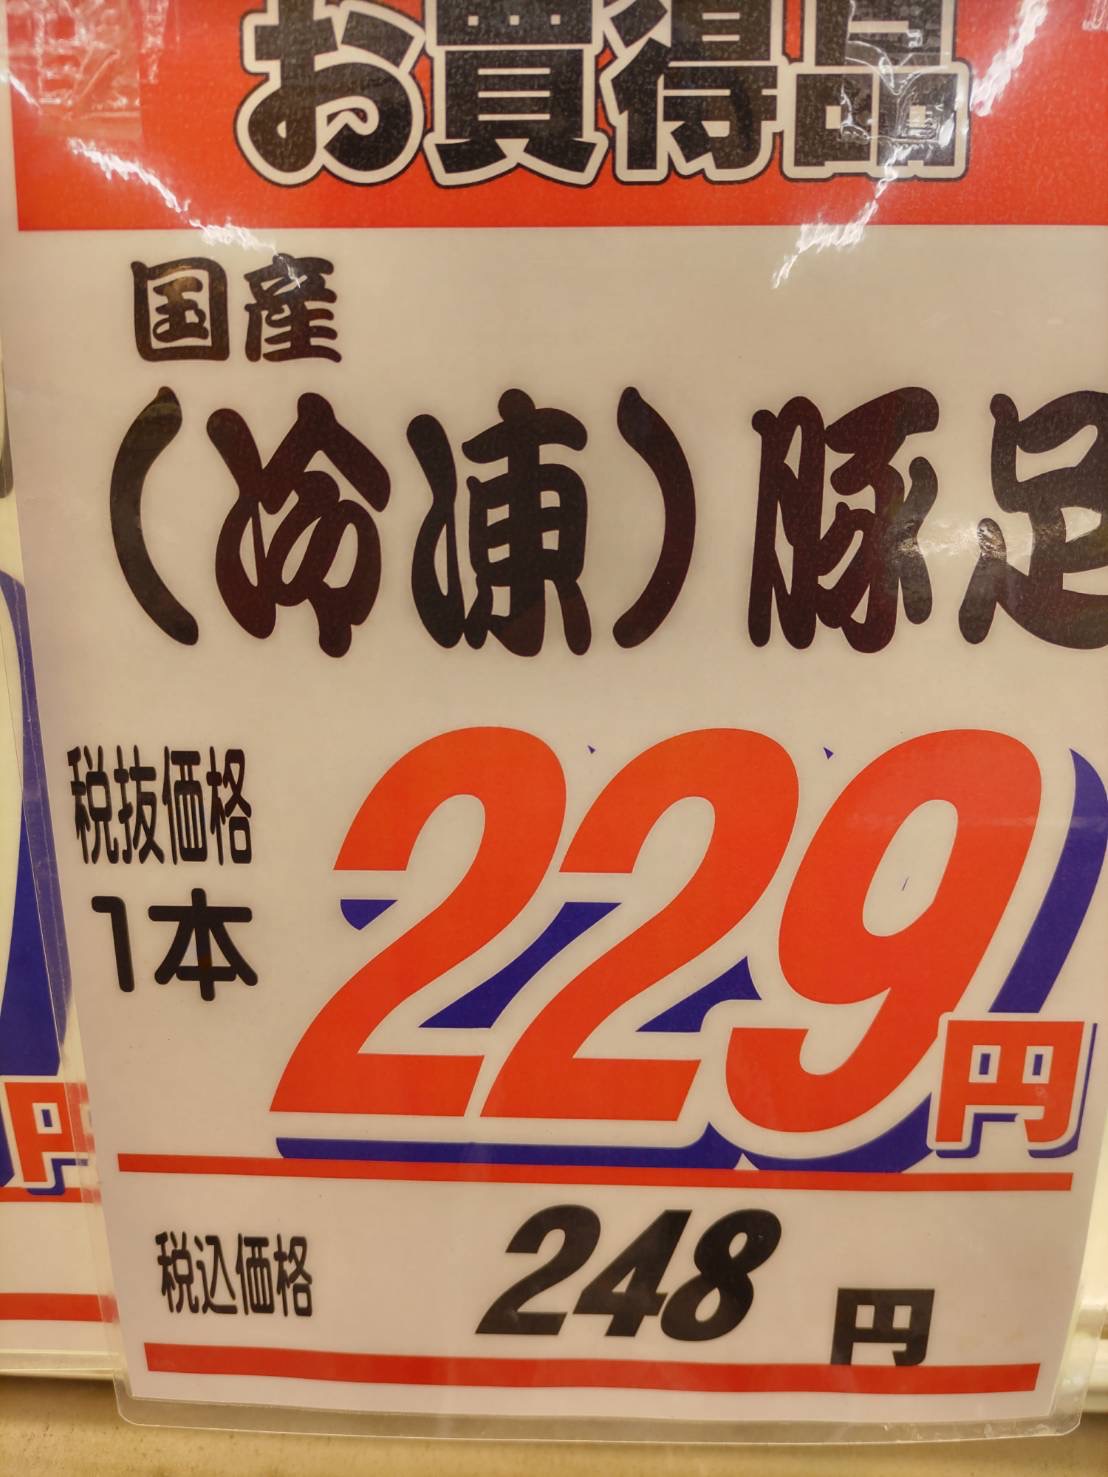 お買得品
国産
（冷凍）豚足
税抜価格
1本
229円
円
税込価格
248円